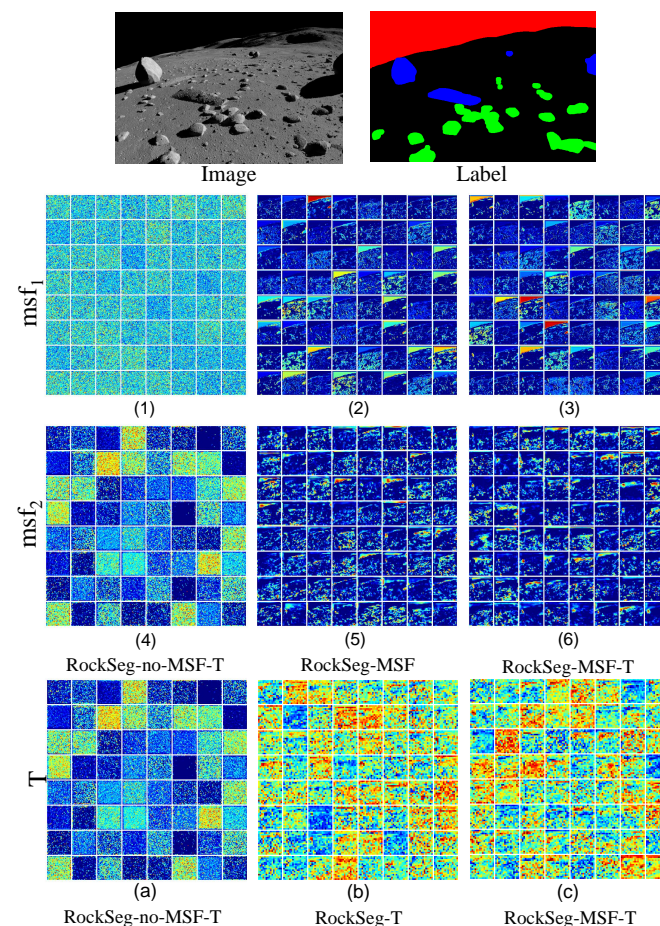 Image Label
msf1
(1) (2) (3)
msf2
(4) (5) (6)
RockSeg-no-MSF-T RockSeg-MSF RockSeg-MSF-T
T
(a) (b) (c)
RockSeg-no-MSF-T RockSeg-T RockSeg-MSF-T